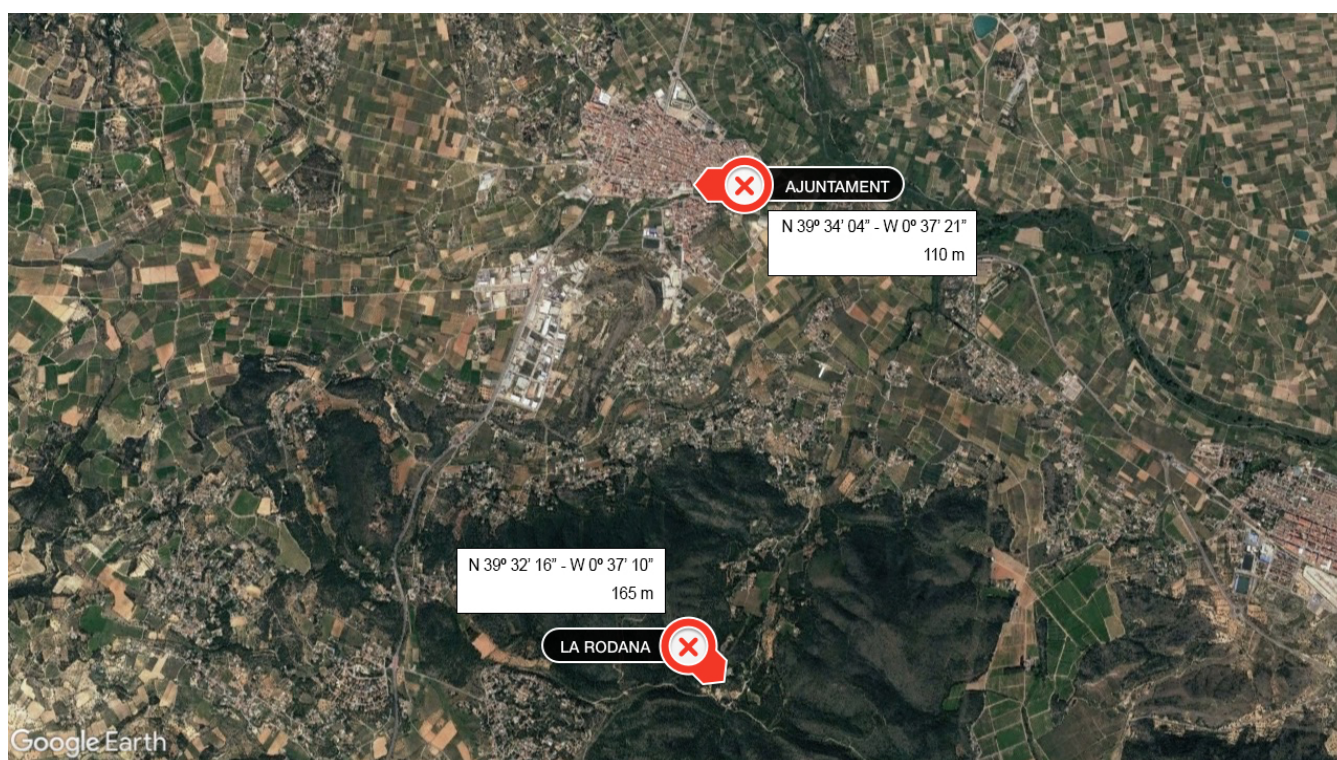 AJUNTAMENT
N 39º 34’ 04” - W 0º 37’ 21”
110 m
N 39º 32’ 16” - W 0º 37’ 10”
165 m
LA RODANA
Google Earth